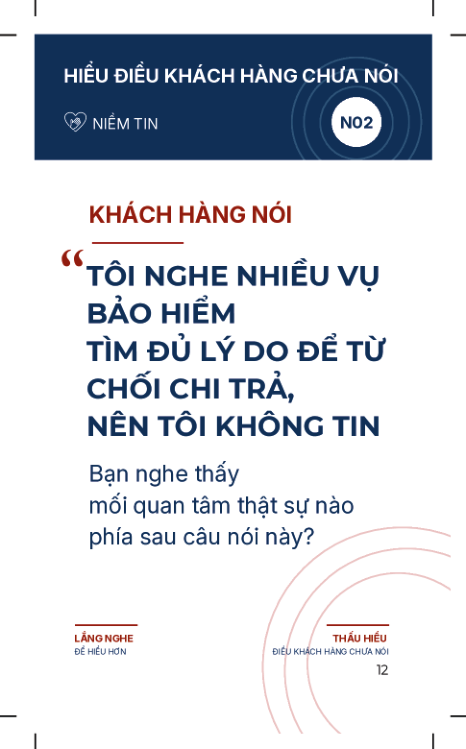 HIỂU ĐIỀU KHÁCH HÀNG CHƯA NÓI
NIỀM TIN
N02
KHÁCH HÀNG NÓI
“TÔI NGHE NHIỀU VỤ
BẢO HIỂM
TÌM ĐỦ LÝ DO ĐỂ TỪ
CHỐI CHI TRẢ,
NÊN TÔI KHÔNG TIN
Bạn nghe thấy
mối quan tâm thật sự nào
phía sau câu nói này?
LẮNG NGHE
ĐỂ HIỂU HƠN
THẤU HIỂU
ĐIỀU KHÁCH HÀNG CHƯA NÓI
12